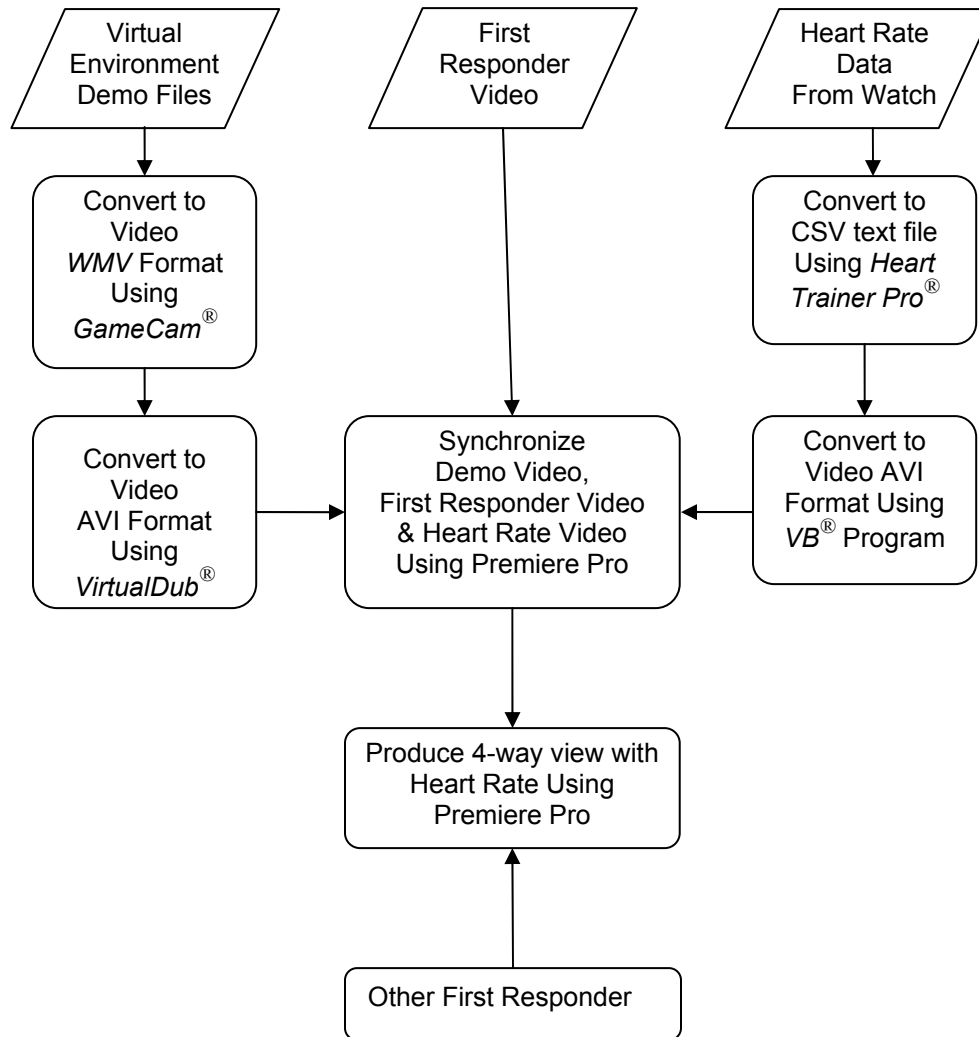 Virtual
Environment
Demo Files
First
Responder
Video
Heart Rate
Data
From Watch
Convert to
Video
WMV Format
Using
GameCam®
Convert to
CSV text file
Using Heart
Trainer Pro®
Convert to
Video
AVI Format
Using
VirtualDub®
Synchronize
Demo Video,
First Responder Video
& Heart Rate Video
Using Premiere Pro
Convert to
Video AVI
Format Using
VB® Program
Produce 4-way view with
Heart Rate Using
Premiere Pro
Other First Responder